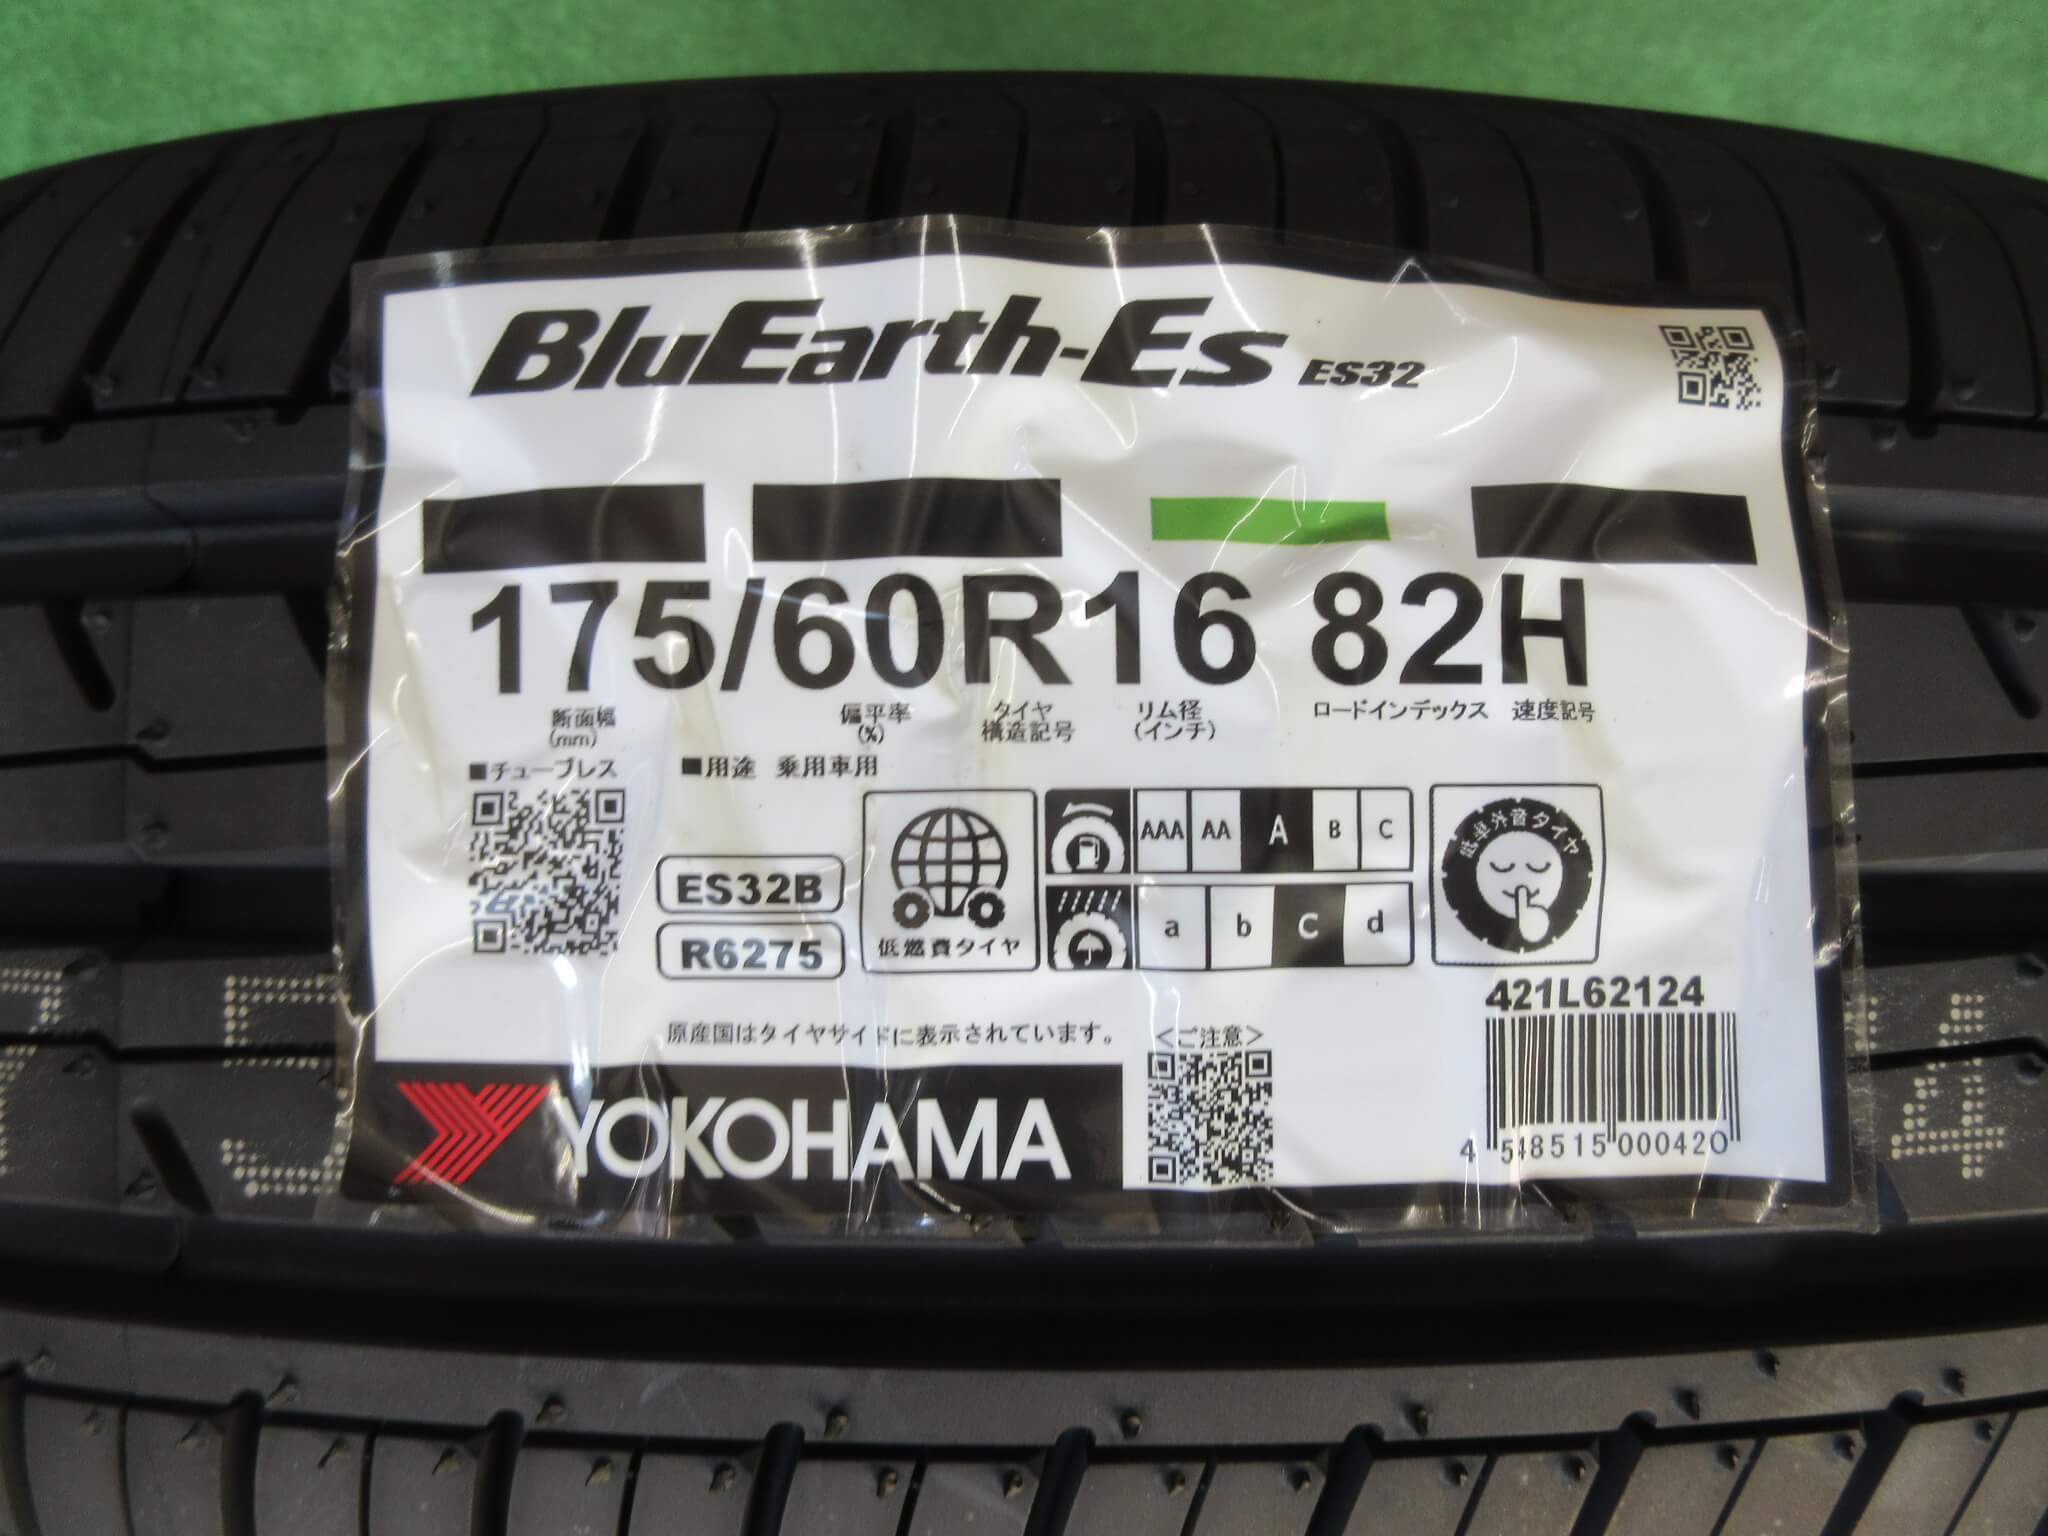 BluEarth-Es ES32
175/60R16 82H
断面幅 (mm)
偏平率 (%)
タイヤ 構造記号
リム径 (インチ)
ロードインデックス
速度記号
■チューブレス ■用途 乗用車用
ES32B
R6275
低燃費タイヤ
AAA AA A B C
a b c d
低車外音タイヤ
421L62124
原産国はタイヤサイドに表示されています。
<ご注意>
YOKOHAMA
4 548515 000420
7 5
4